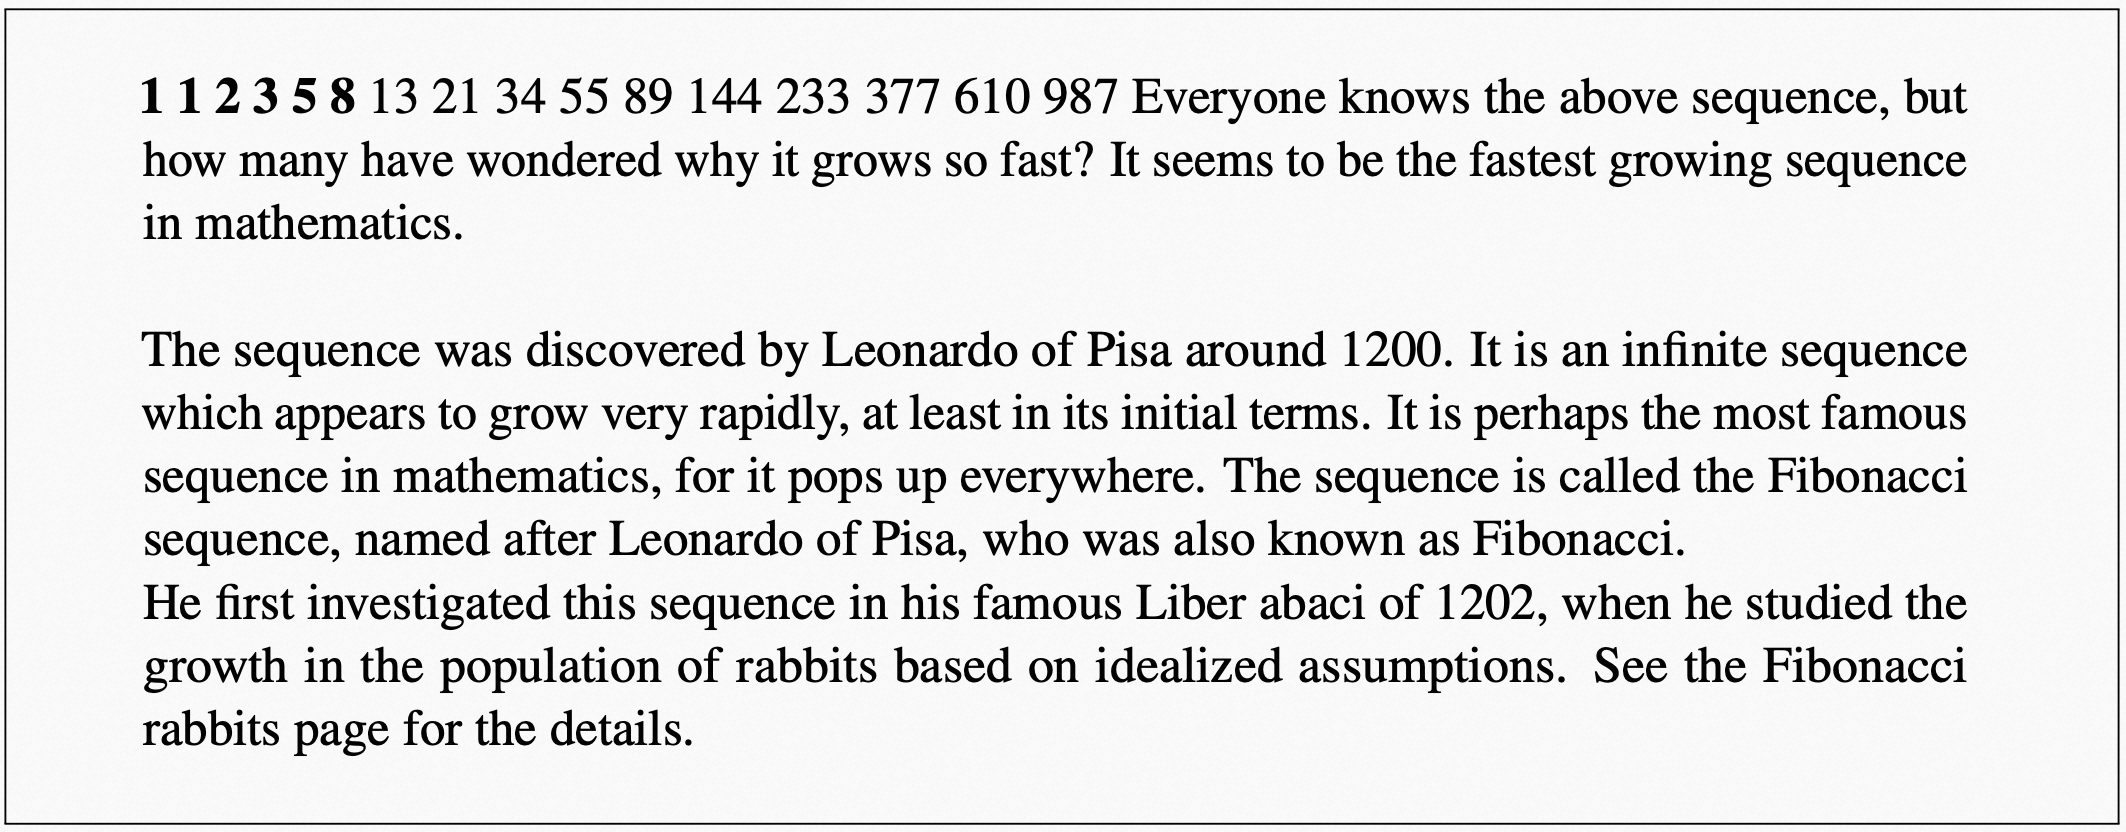 1 1 2 3 5 8 13 21 34 55 89 144 233 377 610 987 Everyone knows the above sequence, but
how many have wondered why it grows so fast? It seems to be the fastest growing sequence
in mathematics.
The sequence was discovered by Leonardo of Pisa around 1200. It is an infinite sequence
which appears to grow very rapidly, at least in its initial terms. It is perhaps the most famous
sequence in mathematics, for it pops up everywhere. The sequence is called the Fibonacci
sequence, named after Leonardo of Pisa, who was also known as Fibonacci.
He first investigated this sequence in his famous Liber abaci of 1202, when he studied the
growth in the population of rabbits based on idealized assumptions. See the Fibonacci
rabbits page for the details.